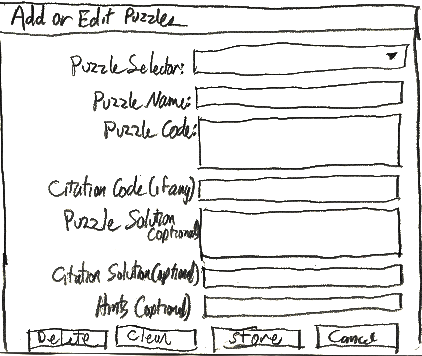 Add or Edit Puzzles
Puzzle Selector:
Puzzle Name:
Puzzle Code:
Citation Code (if any)
Puzzle Solution
(optional)
Citation Solution (optional)
Hints (optional)
Delete Clear Store Cancel